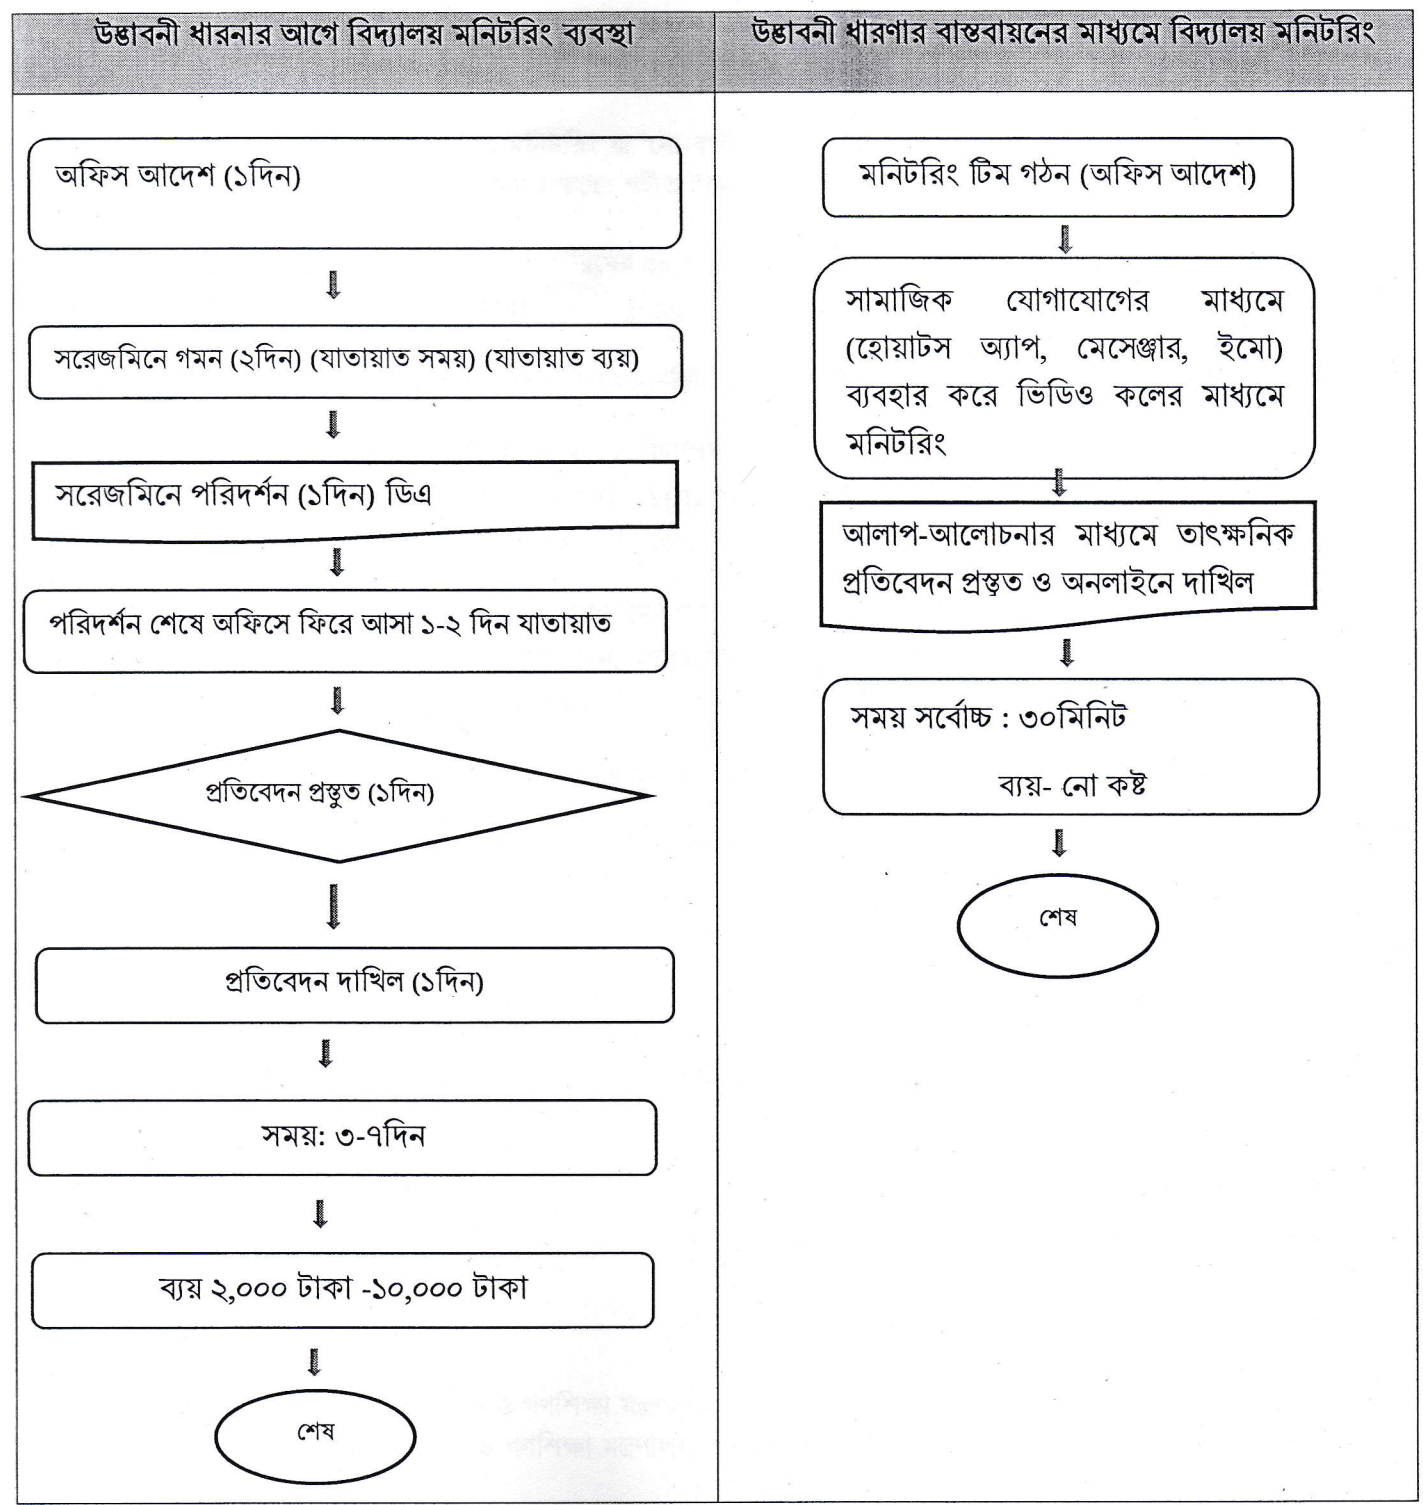 উদ্ভাবনী ধারনার আগে বিদ্যালয় মনিটরিং ব্যবস্থা
অফিস আদেশ (১দিন)
সরেজমিনে গমন (২দিন) (যাতায়াত সময়) (যাতায়াত ব্যয়)
সরেজমিনে পরিদর্শন (১দিন) ডিএ
পরিদর্শন শেষে অফিসে ফিরে আসা ১-২ দিন যাতায়াত
প্রতিবেদন প্রস্তুত (১দিন)
প্রতিবেদন দাখিল (১দিন)
সময়: ৩-৭দিন
ব্যয় ২,০০০ টাকা -১০,০০০ টাকা
শেষ
উদ্ভাবনী ধারণার বাস্তবায়নের মাধ্যমে বিদ্যালয় মনিটরিং
মনিটরিং টিম গঠন (অফিস আদেশ)
সামাজিক যোগাযোগের মাধ্যমে
(হোয়াটস অ্যাপ, মেসেঞ্জার, ইমো)
ব্যবহার করে ভিডিও কলের মাধ্যমে
মনিটরিং
আলাপ-আলোচনার মাধ্যমে তাৎক্ষনিক
প্রতিবেদন প্রস্তুত ও অনলাইনে দাখিল
সময় সর্বোচ্চ : ৩০মিনিট
ব্যয়- নো কষ্ট
শেষ